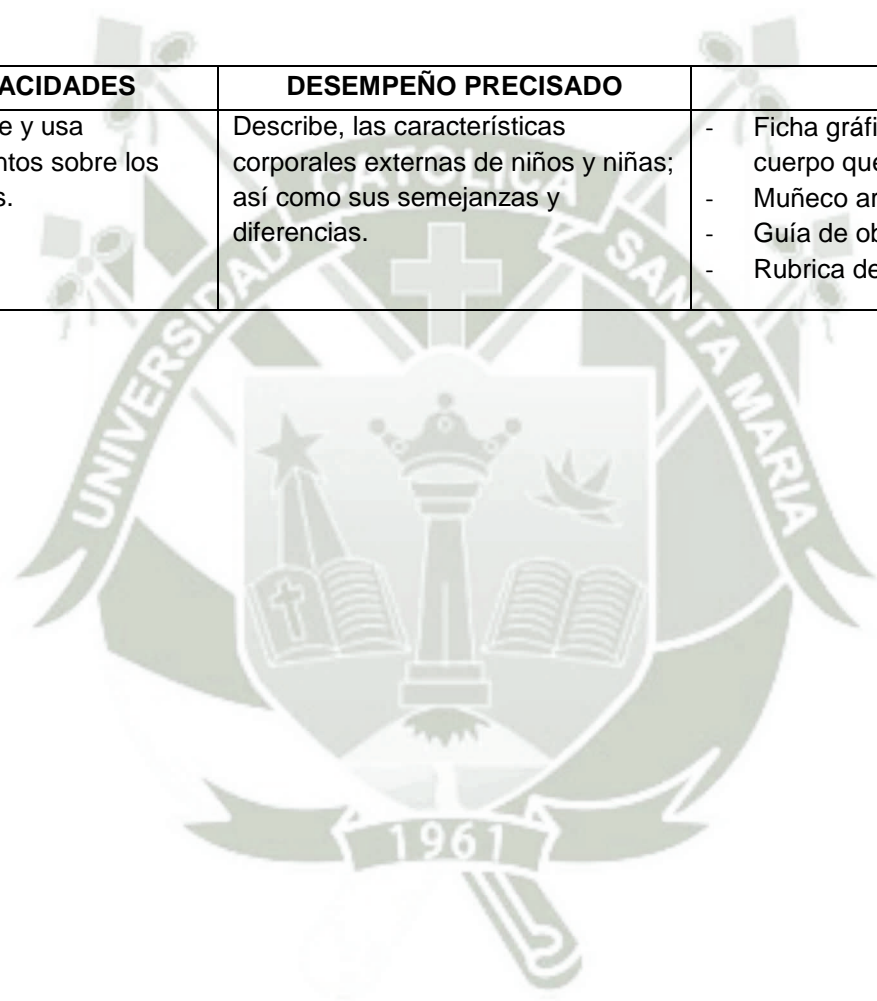 ACIDADES
DESEMPEÑO PRECISADO
e y usa
ntos sobre los
s.
Describe, las características
corporales externas de niños y niñas;
así como sus semejanzas y
diferencias.
- Ficha gráfi
cuerpo que
- Muñeco ar
- Guía de ob
- Rubrica de
UNIVERSIDAD CATOLICA SANTA MARIA
1961